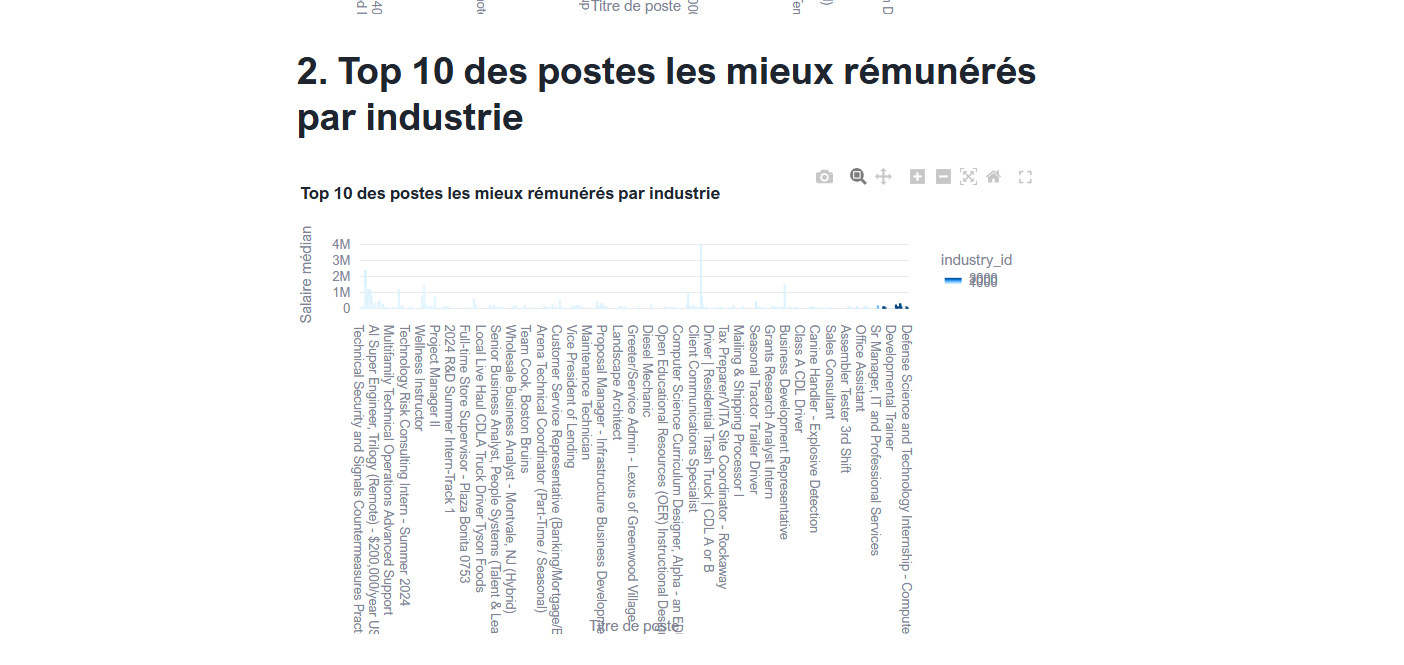 Titre de poste
2. Top 10 des postes les mieux rémunérés
par industrie
Top 10 des postes les mieux rémunérés par industrie
Salaire médian
4M
3M
2M
1M
0
industry_id
Technical Security and Signals Countermeasures Pract
AI Super Engineer, Trilogy (Remote) - $200,000/year US
Multifamily Technical Operations Advanced Support
Technology Risk Consulting Intern - Summer 2024
Wellness Instructor
Project Manager II
2024 R&D Summer Intern-Track 1
Full-time Store Supervisor - Plaza Bonita 0753
Local Live Haul CDLA Truck Driver Tyson Foods
Senior Business Analyst, People Systems (Talent & Lea
Wholesale Business Analyst - Montvale, NJ (Hybrid)
Team Cook, Boston Bruins
Arena Technical Coordinator (Part-Time / Seasonal)
Customer Service Representative (Banking/Mortgage/E
Vice President of Lending
Maintenance Technician
Proposal Manager - Infrastructure Business Developme
Landscape Architect
Greeter/Service Admin - Lexus of Greenwood Village
Diesel Mechanic
Open Educational Resources (OER) Instructional Desig
Computer Science Curriculum Designer, Alpha - an E
Client Communications Specialist
Driver | Residential Trash Truck | CDL A or B
Tax Preparer/VITA Site Coordinator - Rockaway
Mailing & Shipping Processor I
Seasonal Tractor Trailer Driver
Grants Research Analyst Intern
Business Development Representative
Class A CDL Driver
Canine Handler - Explosive Detection
Sales Consultant
Assembler Tester 3rd Shift
Office Assistant
Sr Manager, IT and Professional Services
Developmental Trainer
Defense Science and Technology Internship - Compute
Titre de poste